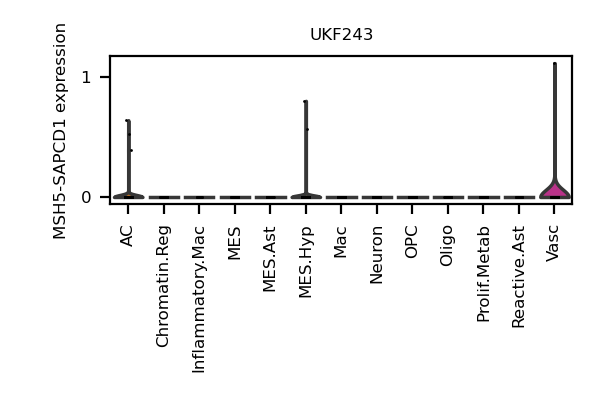 UKF243
MSH5-SAPCD1 expression
1
0
AC
Chromatin.Reg
Inflammatory.Mac
MES
MES.Ast
MES.Hyp
Mac
Neuron
OPC
Oligo
Prolif.Metab
Reactive.Ast
Vasc